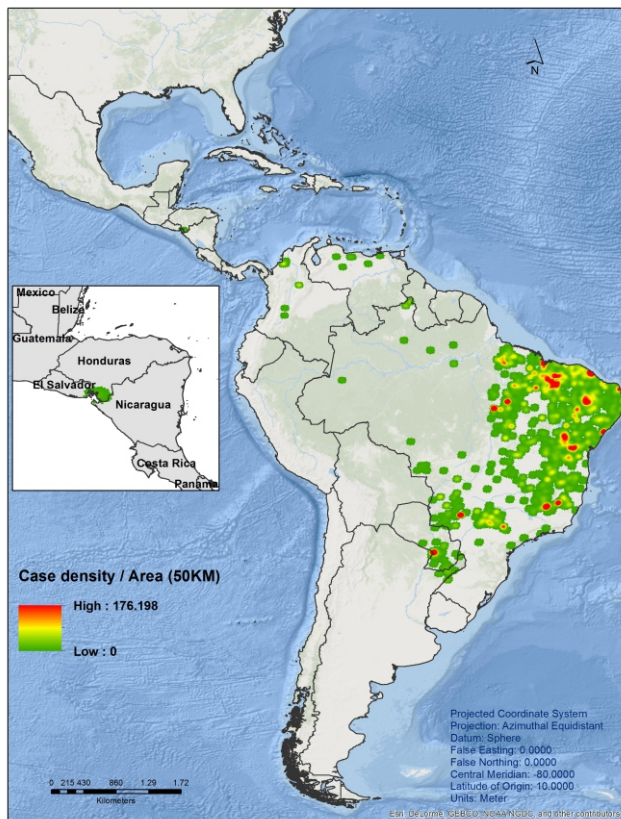 N
Mexico
Belize
Guatemala
Honduras
El Salvador
Nicaragua
Costa Rica
Panama
Case density / Area (50KM)
High : 176.198
Low : 0
0 215 430 860 1.29 1.72
Kilometers
Projected Coordinate System
Projection: Azimuthal Equidistant
Datum: Sphere
False Easting: 0.0000
False Northing: 0.0000
Central Meridian: -80.0000
Latitude of Origin: 10.0000
Units: Meter
Esri, DeLorme, GEBCO, NOAA NGDC, and other contributors